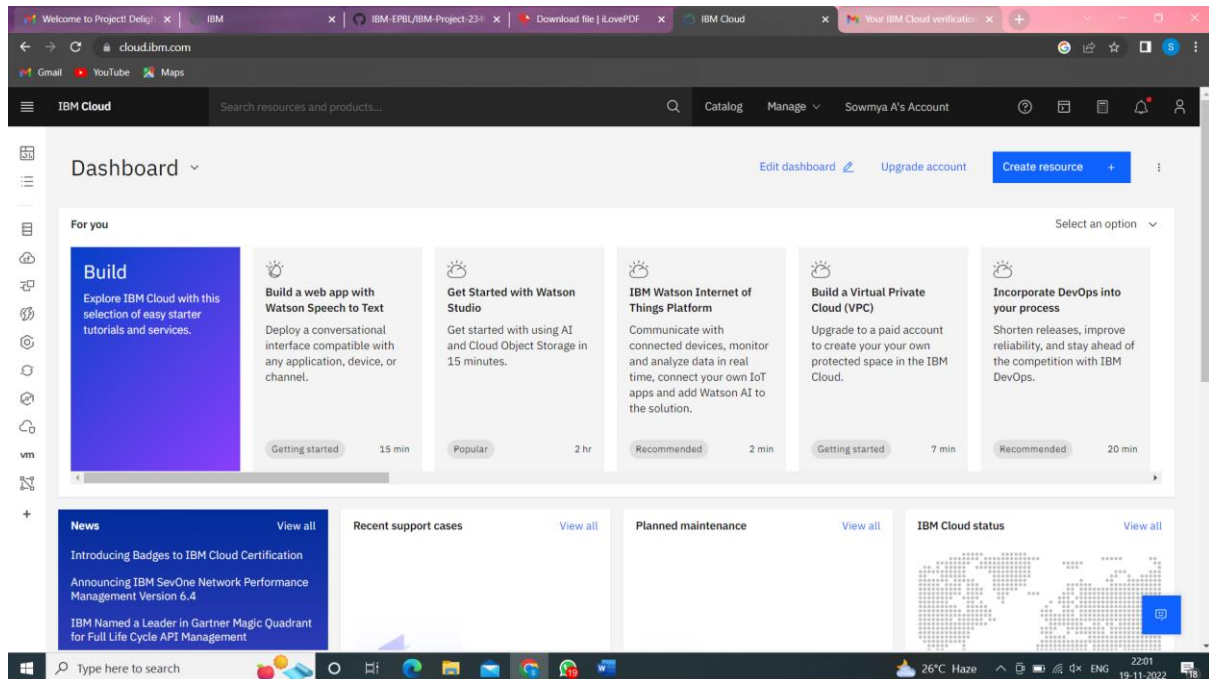 Welcome to Project! Deligh
IBM
IBM-EPBL/IBM-Project-234
Download file | iLovePDF
IBM Cloud
Your IBM Cloud verification
cloud.ibm.com
S
Gmail
YouTube
Maps
IBM Cloud
Search resources and products...
Catalog
Manage
Sowmya A's Account
Dashboard
Edit dashboard
Upgrade account
Create resource +
For you
Select an option
Build
Explore IBM Cloud with this
selection of easy starter
tutorials and services.
Build a web app with
Watson Speech to Text
Deploy a conversational
interface compatible with
any application, device, or
channel.
Getting started 15 min
Get Started with Watson
Studio
Get started with using AI
and Cloud Object Storage in
15 minutes.
Popular 2 hr
IBM Watson Internet of
Things Platform
Communicate with
connected devices, monitor
and analyze data in real
time, connect your own IoT
apps and add Watson AI to
the solution.
Recommended 2 min
Build a Virtual Private
Cloud (VPC)
Upgrade to a paid account
to create your your own
protected space in the IBM
Cloud.
Getting started 7 min
Incorporate DevOps into
your process
Shorten releases, improve
reliability, and stay ahead of
the competition with IBM
DevOps.
Recommended 20 min
vm
News View all
Introducing Badges to IBM Cloud Certification
Announcing IBM SevOne Network Performance
Management Version 6.4
IBM Named a Leader in Gartner Magic Quadrant
for Full Life Cycle API Management
Recent support cases View all
Planned maintenance View all
IBM Cloud status View all
Type here to search
19
26°C Haze
ENG
22:01
19-11-2022
18